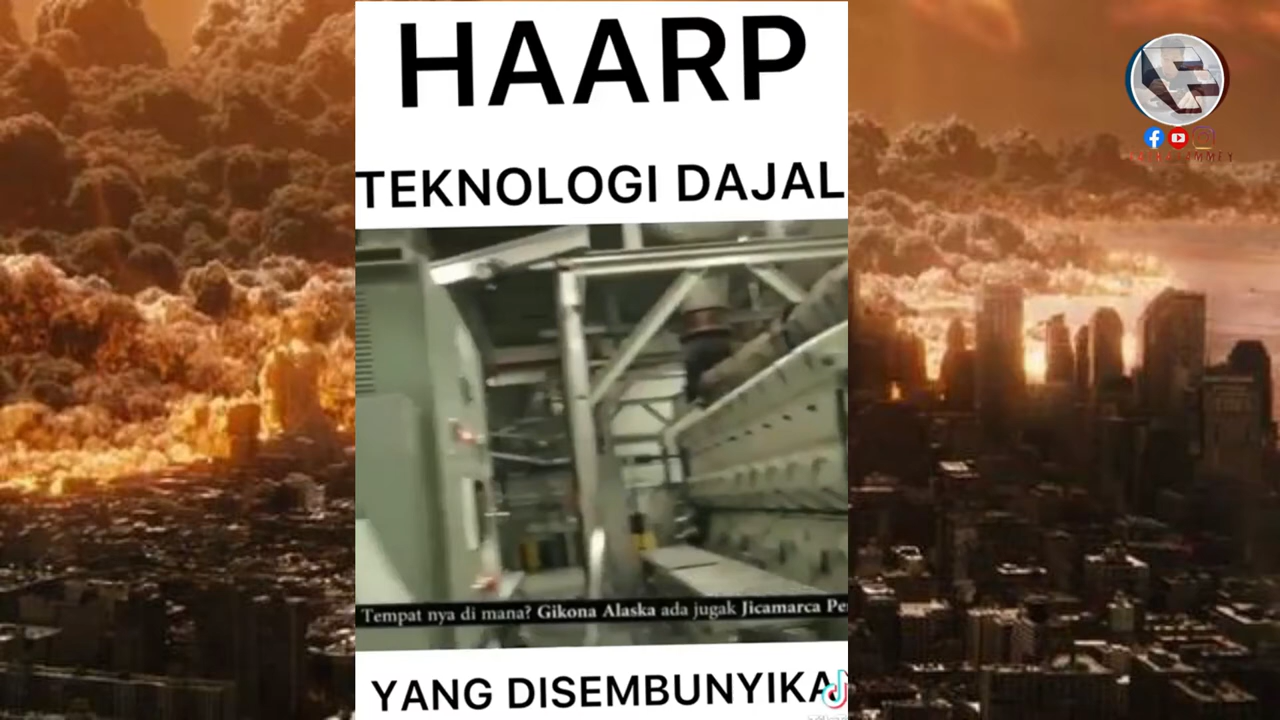 HAARP
TEKNOLOGI DAJAL
Tempat nya di mana? Gikona Alaska ada jugak Jicamarca Pe
YANG DISEMBUNYIKA